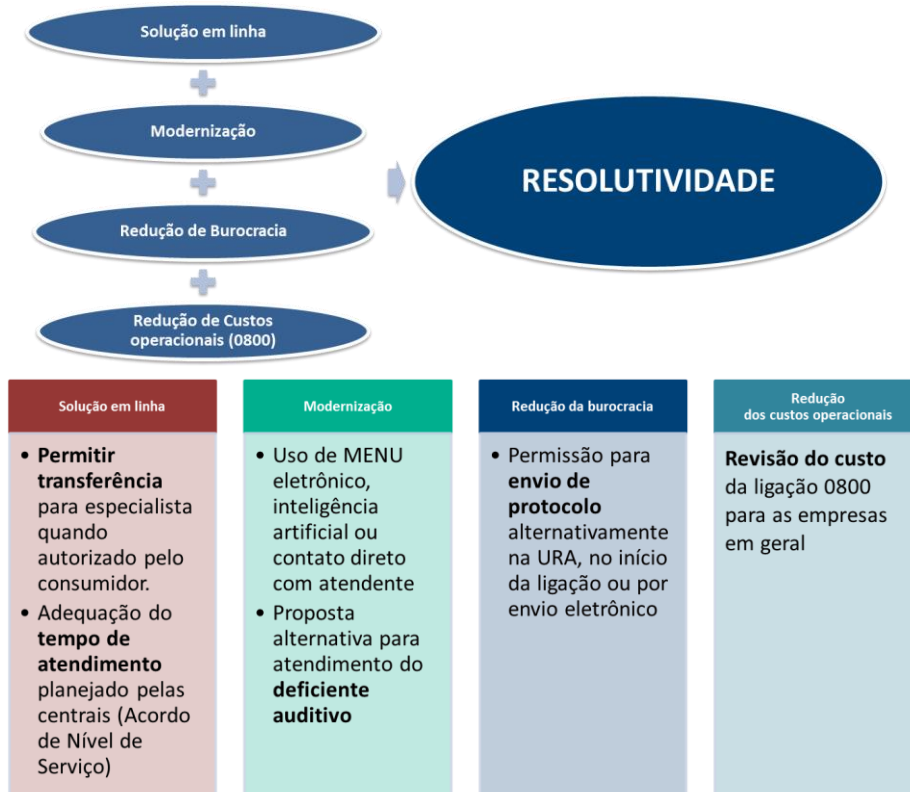 Solução em linha
Modernização
Redução de Burocracia
Redução de Custos
operacionais (0800)
RESOLUTIVIDADE
Solução em linha
• Permitir
transferência
para especialista
quando
autorizado pelo
consumidor.
• Adequação do
tempo de
atendimento
planejado pelas
centrais (Acordo
de Nível de
Serviço)
Modernização
• Uso de MENU
eletrônico,
inteligência
artificial ou
contato direto
com atendente
• Proposta
alternativa para
atendimento do
deficiente
auditivo
Redução da burocracia
• Permissão para
envio de
protocolo
alternativamente
na URA, no início
da ligação ou por
envio eletrônico
Redução
dos custos operacionais
Revisão do custo
da ligação 0800
para as empresas
em geral